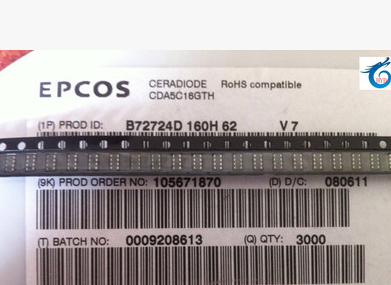 EPCOS CERADIODE RoHS compatible
CDA5C16GTH
(1P) PROD ID: B72724D 160H 62 V 7
(9K) PROD ORDER NO: 105671870 (D) D/C: 080611
(T) BATCH NO: 0009208613 (Q) QTY: 3000